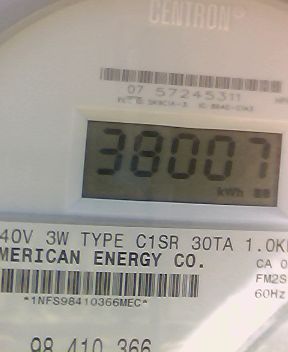 CENTRON®
07 57245311
38007
kWh
40V 3W TYPE C1SR 30TA 1.0K
MERICAN ENERGY CO.
CA 0
FM2S
60Hz
*1NFS98410366MEC*
98 410 366